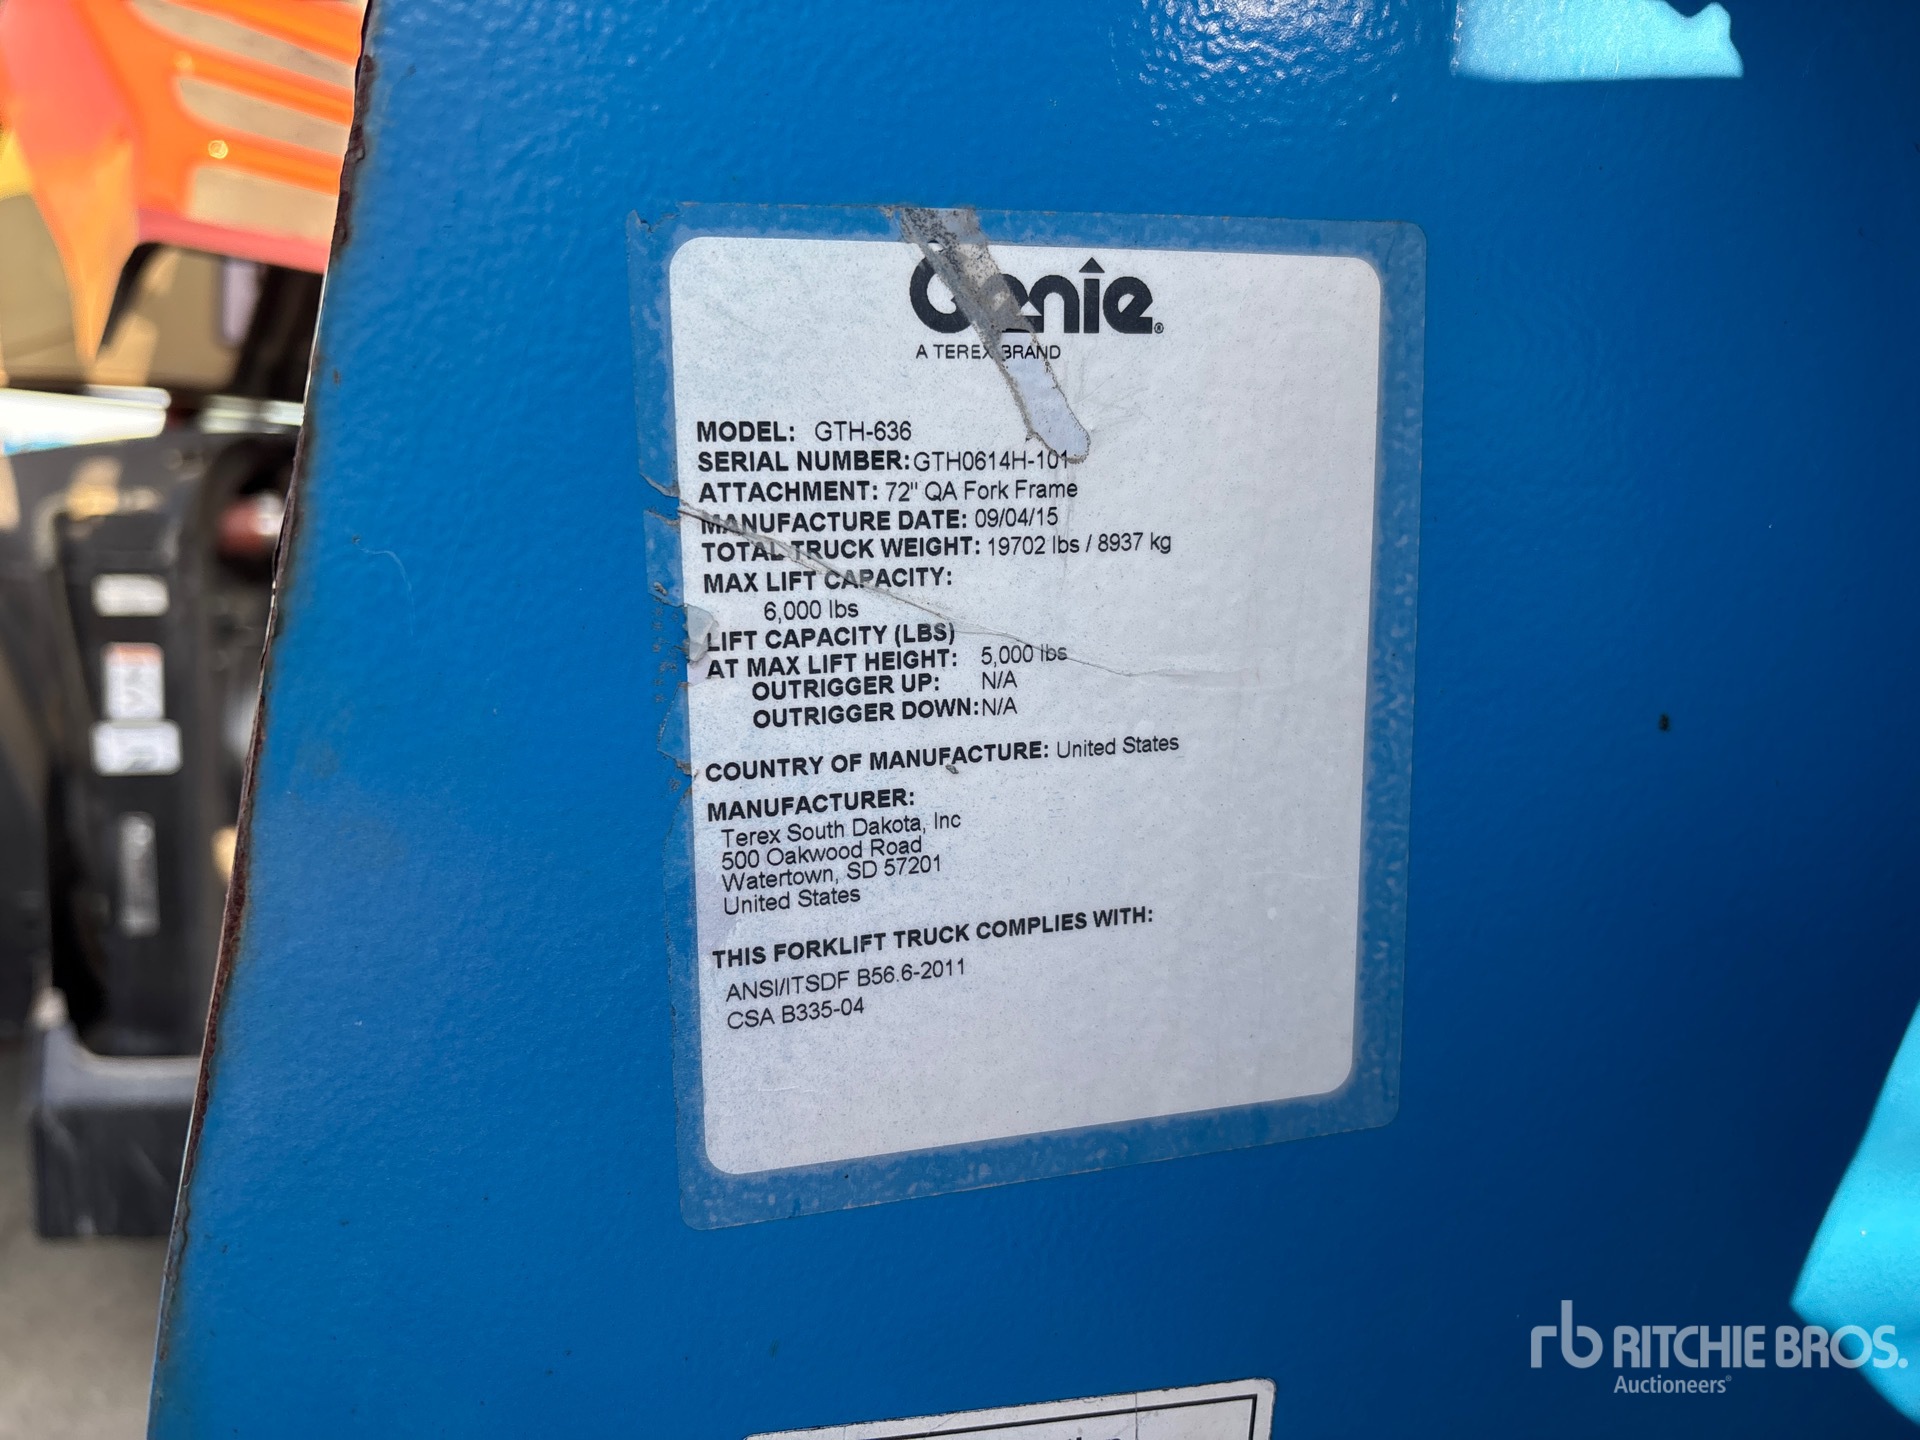 Genie®
A TEREX BRAND
MODEL: GTH-636
SERIAL NUMBER: GTH0614H-101
ATTACHMENT: 72" QA Fork Frame
MANUFACTURE DATE: 09/04/15
TOTAL TRUCK WEIGHT: 19702 lbs / 8937 kg
MAX LIFT CAPACITY:
6,000 lbs
LIFT CAPACITY (LBS)
AT MAX LIFT HEIGHT: 5,000 lbs
OUTRIGGER UP: N/A
OUTRIGGER DOWN: N/A
COUNTRY OF MANUFACTURE: United States
MANUFACTURER:
Terex South Dakota, Inc
500 Oakwood Road
Watertown, SD 57201
United States
THIS FORKLIFT TRUCK COMPLIES WITH:
ANSI/ITSDF B56.6-2011
CSA B335-04
rb RITCHIE BROS.
Auctioneers®